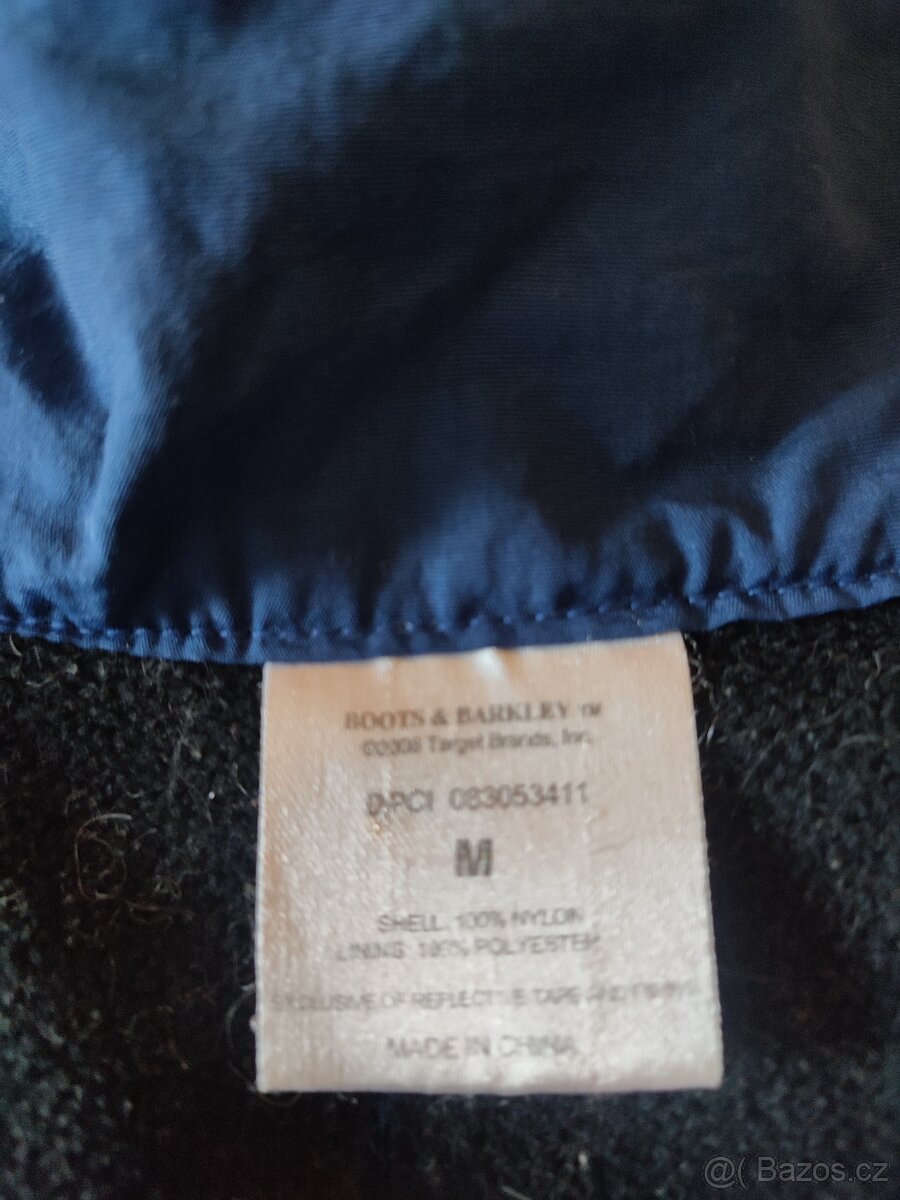 BOOTS & BARKLEY TM
©2008 Target Brands, Inc.
DPCI 083053411
M
SHELL: 100% NYLON
LINING: 100% POLYESTER
EXCLUSIVE OF REFLECTIVE TAPE AND
MADE IN CHINA
@( Bazos.cz